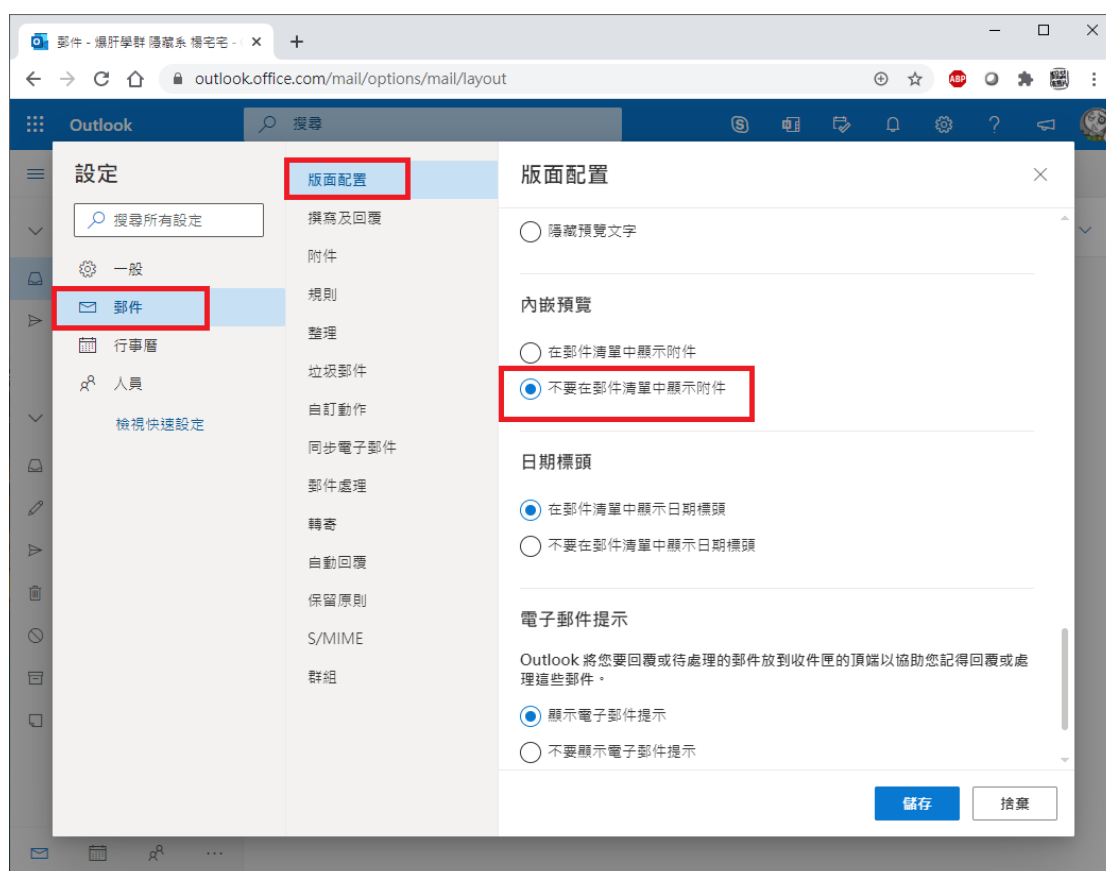 郵件 - 爆肝學群 隱藏系 楊宅宅 -
outlook.office.com/mail/options/mail/layout
ABP
Outlook
搜尋
設定
搜尋所有設定
一般
郵件
行事曆
人員
檢視快速設定
版面配置
撰寫及回覆
附件
規則
整理
垃圾郵件
自訂動作
同步電子郵件
郵件處理
轉寄
自動回覆
保留原則
S/MIME
群組
版面配置
隱藏預覽文字
內嵌預覽
在郵件清單中顯示附件
不要在郵件清單中顯示附件
日期標頭
在郵件清單中顯示日期標頭
不要在郵件清單中顯示日期標頭
電子郵件提示
Outlook 將您要回覆或待處理的郵件放到收件匣的頂端以協助您記得回覆或處
理這些郵件。
顯示電子郵件提示
不要顯示電子郵件提示
儲存
捨棄